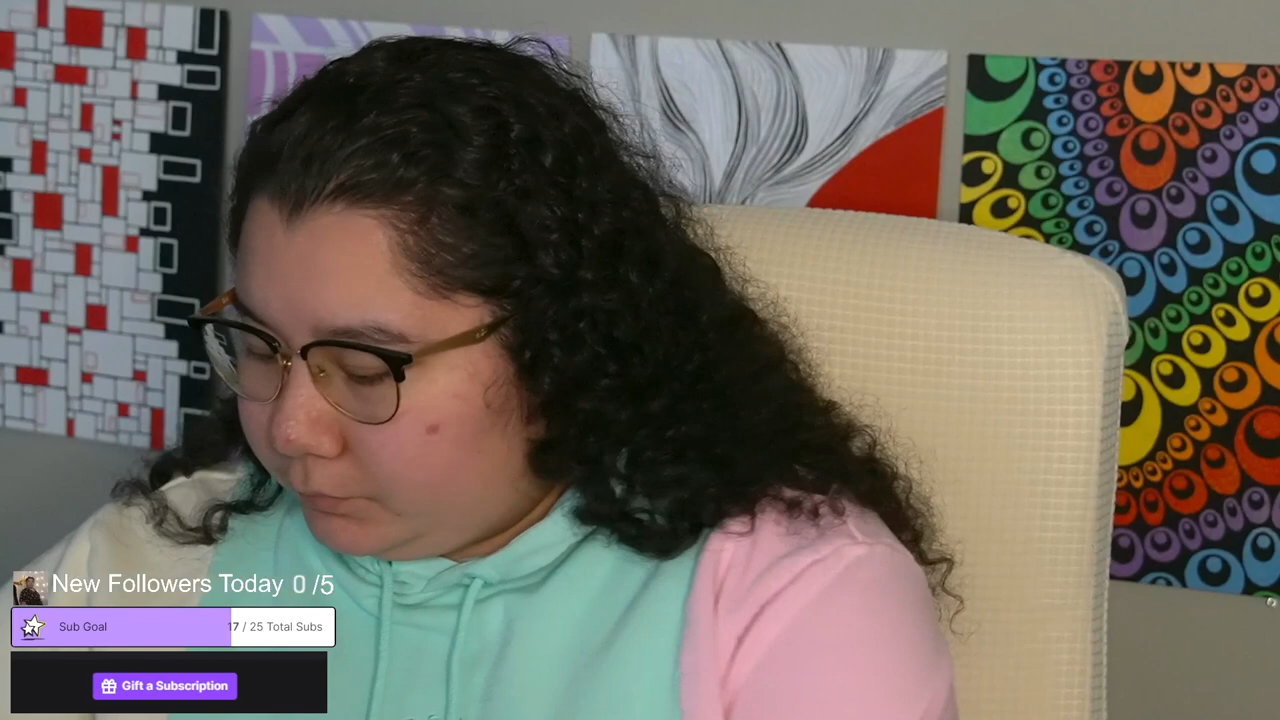 New Followers Today 0 /5
Sub Goal 17 / 25 Total Subs
Gift a Subscription